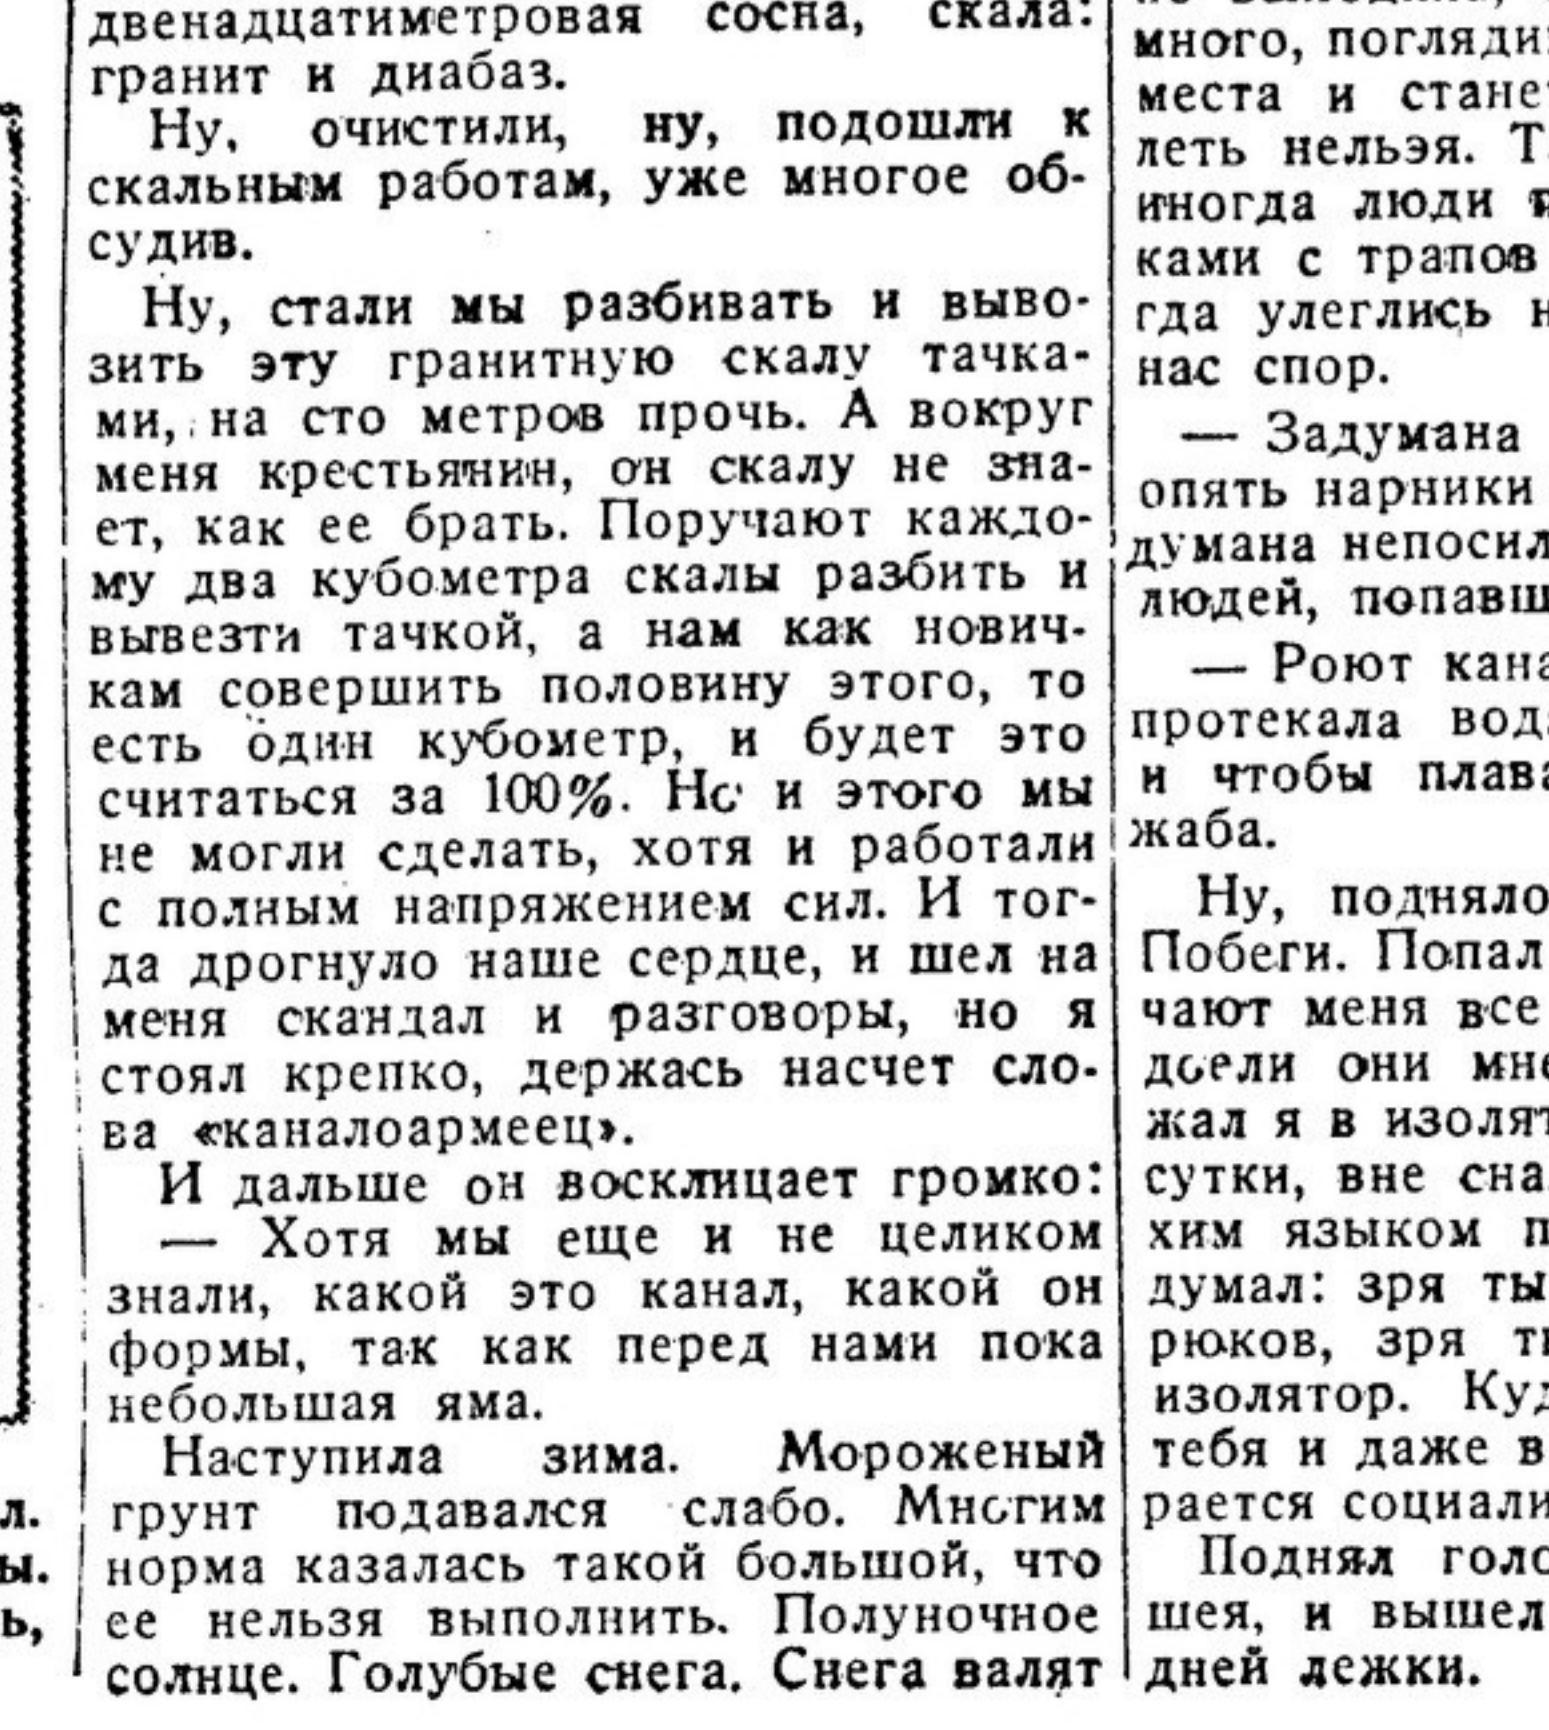 двенадцатиметровая сосна, скала:
гранит и диабаз.
Ну, очистили, ну, подошли к
скальным работам, уже многое об-
судив.
Ну, стали мы разбивать и выво-
зить эту гранитную скалу тачка-
ми, на сто метров прочь. А вокруг
меня крестьянин, он скалу не зна-
ет, как ее брать. Поручают каждо-
му два кубометра скалы разбить и
вывезти тачкой, а нам как нович-
кам совершить половину этого, то
есть один кубометр, и будет это
считаться за 100%. Но и этого мы
не могли сделать, хотя и работали
с полным напряжением сил. И тог-
да дрогнуло наше сердце, и шел на
меня скандал и разговоры, но я
стоял крепко, держась насчет сло-
ва «каналоармеец».
И дальше он восклицает громко:
— Хотя мы еще и не целиком
знали, какой это канал, какой он
формы, так как перед нами пока
небольшая яма.
Наступила зима. Мороженый
грунт подавался слабо. Многим
норма казалась такой большой, что
ее нельзя выполнить. Полуночное
солнце. Голубые снега. Снега валят
много, погляди
места и стане
леть нельзя. Т
иногда люди
ками с трапов
гда улеглись н
нас спор.
— Задумана
опять нарники
думана непосил
людей, попавш
— Роют кана
протекала вод
и чтобы плава
жаба.
Ну, подняло
Побеги. Попал
чают меня все
доели они мне
жал я в изолят
сутки, вне сна
хим языком п
думал: зря ты
рюков, зря т
изолятор. Куд
тебя и даже в
рается социали
Поднял голо
шея, и вышел
дней лежки.
л.
ы.
ь,